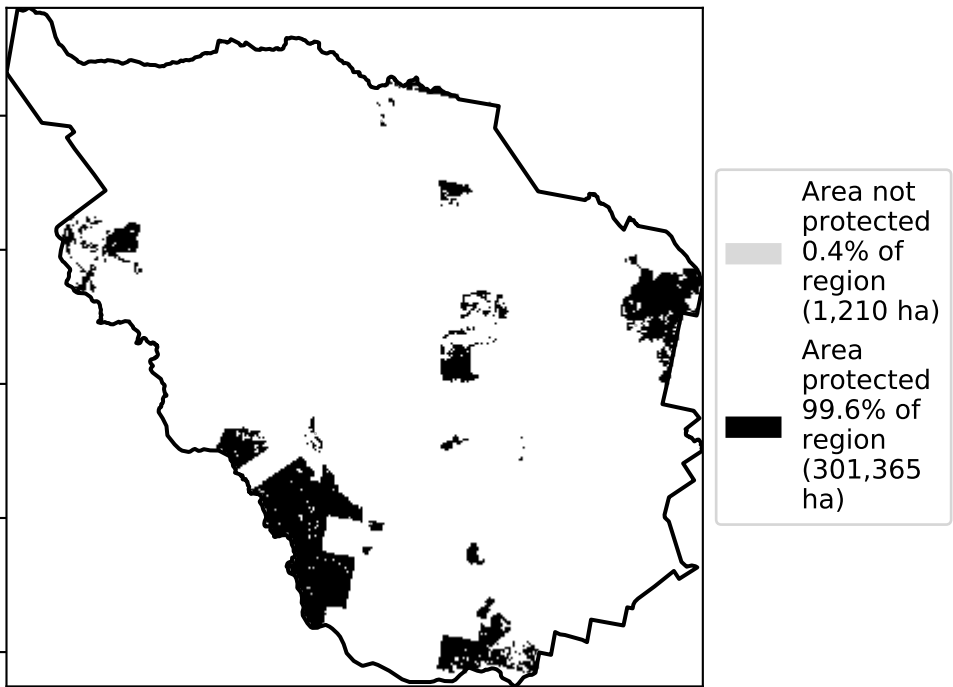 Area not
protected
0.4% of
region
(1,210 ha)
Area
protected
99.6% of
region
(301,365
ha)